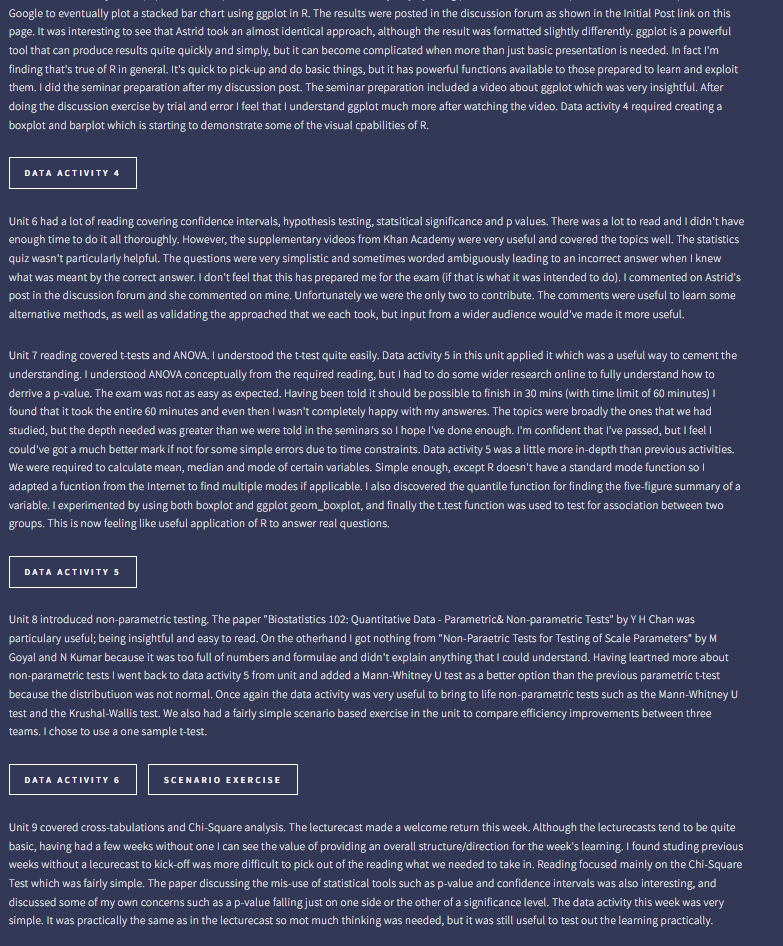 Google to eventually plot a stacked bar chart using ggplot in R. The results were posted in the discussion forum as shown in the Initial Post link on this
page. It was interesting to see that Astrid took an almost identical approach, although the result was formatted slightly differently. ggplot is a powerful
tool that can produce results quite quickly and simply, but it can become complicated when more than just basic presentation is needed. In fact I'm
finding that's true of R in general. It's quick to pick-up and do basic things, but it has powerful functions available to those prepared to learn and exploit
them. I did the seminar preparation after my discussion post. The seminar preparation included a video about ggplot which was very insightful. After
doing the discussion exercise by trial and error I feel that I understand ggplot much more after watching the video. Data activity 4 required creating a
boxplot and barplot which is starting to demonstrate some of the visual cpabilities of R.
DATA ACTIVITY 4
Unit 6 had a lot of reading covering confidence intervals, hypothesis testing, statsitical significance and p values. There was a lot to read and I didn't have
enough time to do it all thoroughly. However, the supplementary videos from Khan Academy were very useful and covered the topics well. The statistics
quiz wasn't particularly helpful. The questions were very simplistic and sometimes worded ambiguously leading to an incorrect answer when I knew
what was meant by the correct answer. I don't feel that this has prepared me for the exam (if that is what it was intended to do). I commented on Astrid's
post in the discussion forum and she commented on mine. Unfortunately we were the only two to contribute. The comments were useful to learn some
alternative methods, as well as validating the approached that we each took, but input from a wider audience would've made it more useful.
Unit 7 reading covered t-tests and ANOVA. I understood the t-test quite easily. Data activity 5 in this unit applied it which was a useful way to cement the
understanding. I understood ANOVA conceptually from the required reading, but I had to do some wider research online to fully understand how to
derrive a p-value. The exam was not as easy as expected. Having been told it should be possible to finish in 30 mins (with time limit of 60 minutes) I
found that it took the entire 60 minutes and even then I wasn't completely happy with my answeres. The topics were broadly the ones that we had
studied, but the depth needed was greater than we were told in the seminars so I hope I've done enough. I'm confident that I've passed, but I feel I
could've got a much better mark if not for some simple errors due to time constraints. Data activity 5 was a little more in-depth than previous activities.
We were required to calculate mean, median and mode of certain variables. Simple enough, except R doesn't have a standard mode function so I
adapted a fucntion from the Internet to find multiple modes if applicable. I also discovered the quantile function for finding the five-figure summary of a
variable. I experimented by using both boxplot and ggplot geom_boxplot, and finally the t.test function was used to test for association between two
groups. This is now feeling like useful application of R to answer real questions.
DATA ACTIVITY 5
Unit 8 introduced non-parametric testing. The paper "Biostatistics 102: Quantitative Data - Parametric& Non-parametric Tests" by Y H Chan was
particulary useful; being insightful and easy to read. On the otherhand I got nothing from "Non-Paraetric Tests for Testing of Scale Parameters" by M
Goyal and N Kumar because it was too full of numbers and formulae and didn't explain anything that I could understand. Having leartned more about
non-parametric tests I went back to data activity 5 from unit and added a Mann-Whitney U test as a better option than the previous parametric t-test
because the distributiuon was not normal. Once again the data activity was very useful to bring to life non-parametric tests such as the Mann-Whitney U
test and the Krushal-Wallis test. We also had a fairly simple scenario based exercise in the unit to compare efficiency improvements between three
teams. I chose to use a one sample t-test.
DATA ACTIVITY 6
SCENARIO EXERCISE
Unit 9 covered cross-tabulations and Chi-Square analysis. The lecturecast made a welcome return this week. Although the lecturecasts tend to be quite
basic, having had a few weeks without one I can see the value of providing an overall structure/direction for the week's learning. I found studing previous
weeks without a lecurecast to kick-off was more difficult to pick out of the reading what we needed to take in. Reading focused mainly on the Chi-Square
Test which was fairly simple. The paper discussing the mis-use of statistical tools such as p-value and confidence intervals was also interesting, and
discussed some of my own concerns such as a p-value falling just on one side or the other of a significance level. The data activity this week was very
simple. It was practically the same as in the lecturecast so mot much thinking was needed, but it was still useful to test out the learning practically.